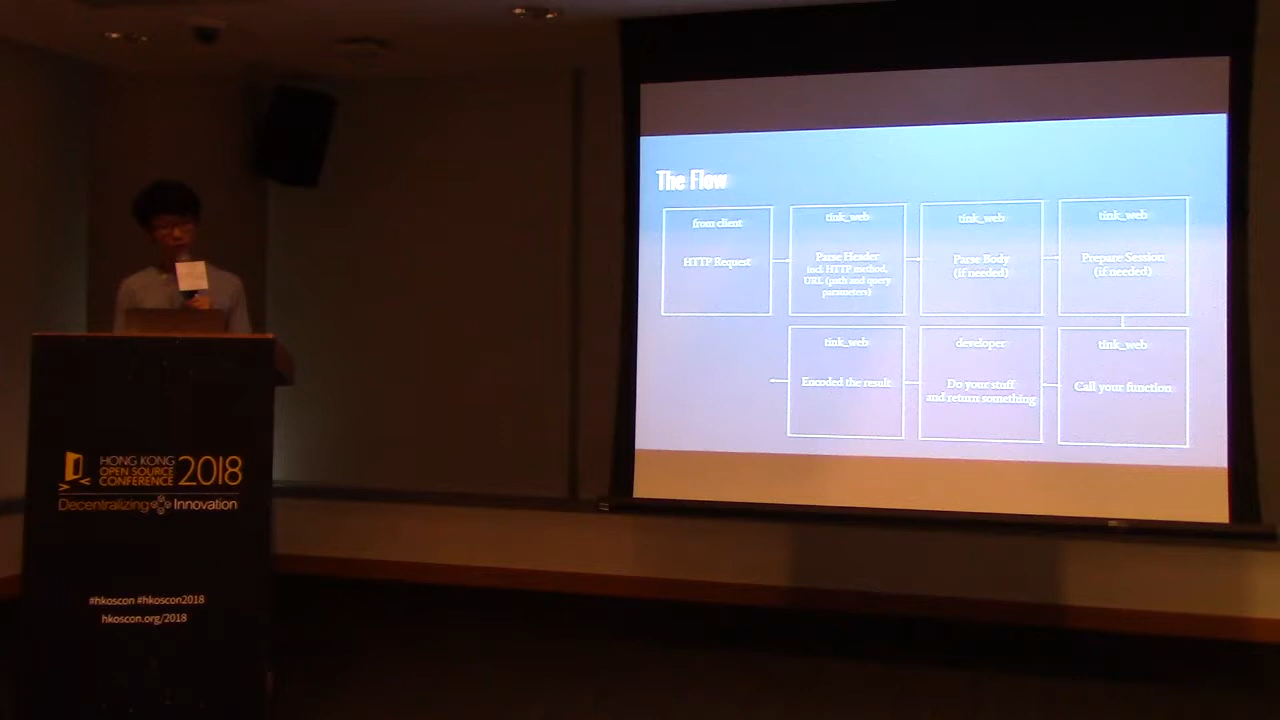 The Flow
from client
HTTP Request
tink_web
Parse Header
incl. HTTP method,
URL (path and query
parameters)
tink_web
Parse Body
(if needed)
tink_web
Prepare Session
(if needed)
tink_web
Call your function
developer
Do your stuff
and return something
tink_web
Encoded the result
HONG KONG
OPEN SOURCE
CONFERENCE 2018
Decentralizing Innovation
#hkoscon #hkoscon2018
hkoscon.org/2018